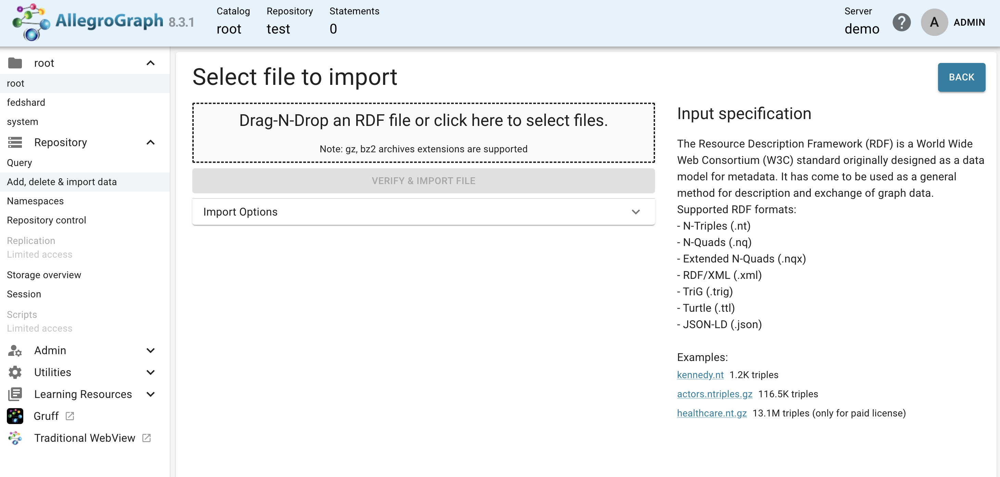 AllegroGraph 8.3.1
Catalog
root
Repository
test
Statements
0
Server
demo
?
A
ADMIN
root
root
fedshard
system
Repository
Query
Add, delete & import data
Namespaces
Repository control
Replication
Limited access
Storage overview
Session
Scripts
Limited access
Admin
Utilities
Learning Resources
Gruff
Traditional WebView
Select file to import
BACK
Drag-N-Drop an RDF file or click here to select files.
Note: gz, bz2 archives extensions are supported
VERIFY & IMPORT FILE
Import Options
Input specification
The Resource Description Framework (RDF) is a World Wide
Web Consortium (W3C) standard originally designed as a data
model for metadata. It has come to be used as a general
method for description and exchange of graph data.
Supported RDF formats:
- N-Triples (.nt)
- N-Quads (.nq)
- Extended N-Quads (.nqx)
- RDF/XML (.xml)
- TriG (.trig)
- Turtle (.ttl)
- JSON-LD (.json)
Examples:
kennedy.nt 1.2K triples
actors.ntriples.gz 116.5K triples
healthcare.nt.gz 13.1M triples (only for paid license)